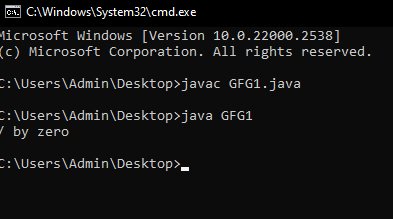 C:\Windows\System32\cmd.exe
Microsoft Windows [Version 10.0.22000.2538]
(c) Microsoft Corporation. All rights reserved.
C:\Users\Admin\Desktop>javac GFG1.java
C:\Users\Admin\Desktop>java GFG1
/ by zero
C:\Users\Admin\Desktop>